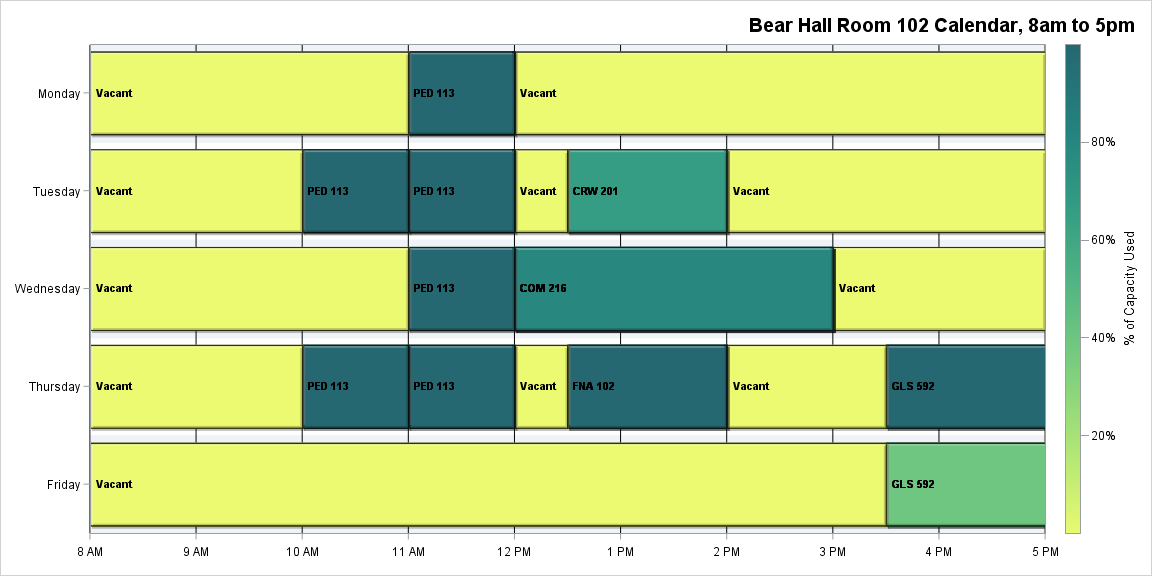 Bear Hall Room 102 Calendar, 8am to 5pm
Monday Vacant PED 113 Vacant
Tuesday Vacant PED 113 PED 113 Vacant CRW 201 Vacant
Wednesday Vacant PED 113 COM 216 Vacant
Thursday Vacant PED 113 PED 113 Vacant FNA 102 Vacant GLS 592
Friday Vacant GLS 592
8 AM 9 AM 10 AM 11 AM 12 PM 1 PM 2 PM 3 PM 4 PM 5 PM
80%
60%
40%
20%
% of Capacity Used